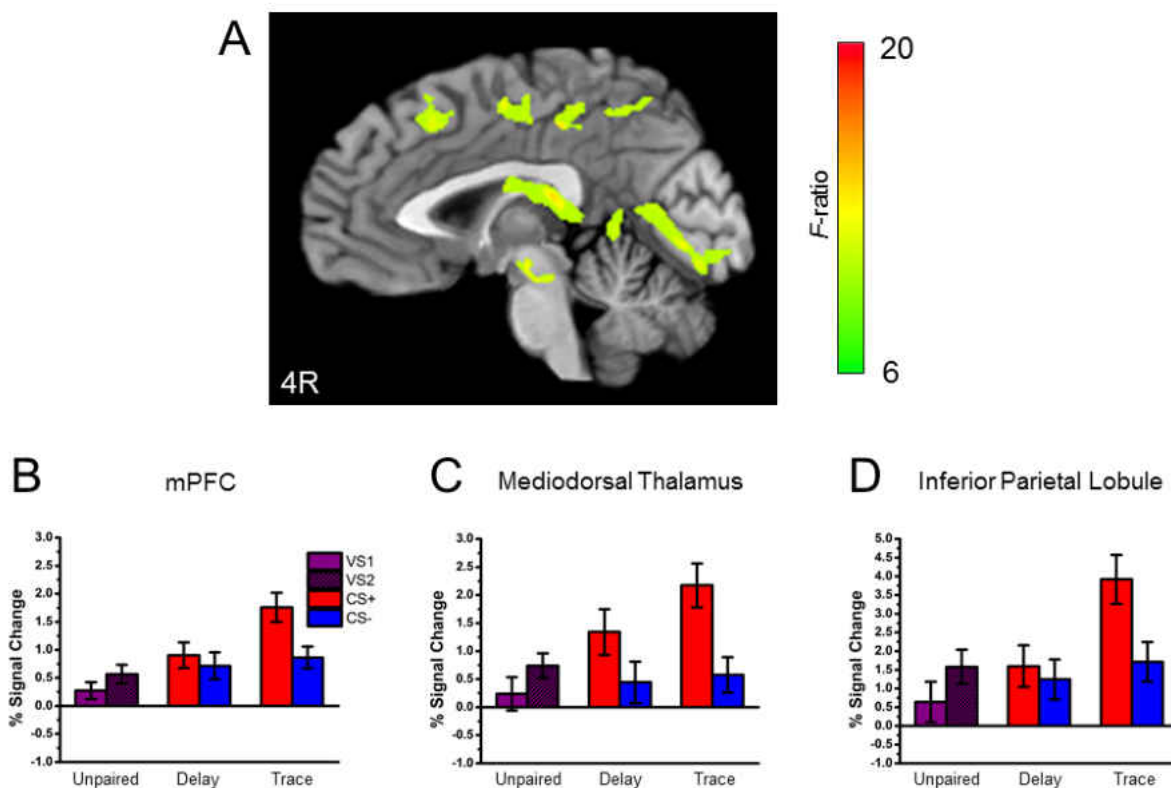 A
20
F-ratio
6
4R
B
mPFC
% Signal Change
3.0
2.5
2.0
1.5
1.0
0.5
0.0
-0.5
-1.0
VS1
VS2
CS+
CS-
Unpaired Delay Trace
C
Mediodorsal Thalamus
% Signal Change
3.0
2.5
2.0
1.5
1.0
0.5
0.0
-0.5
-1.0
Unpaired Delay Trace
D
Inferior Parietal Lobule
% Signal Change
5.0
4.5
4.0
3.5
3.0
2.5
2.0
1.5
1.0
0.5
0.0
-0.5
-1.0
Unpaired Delay Trace